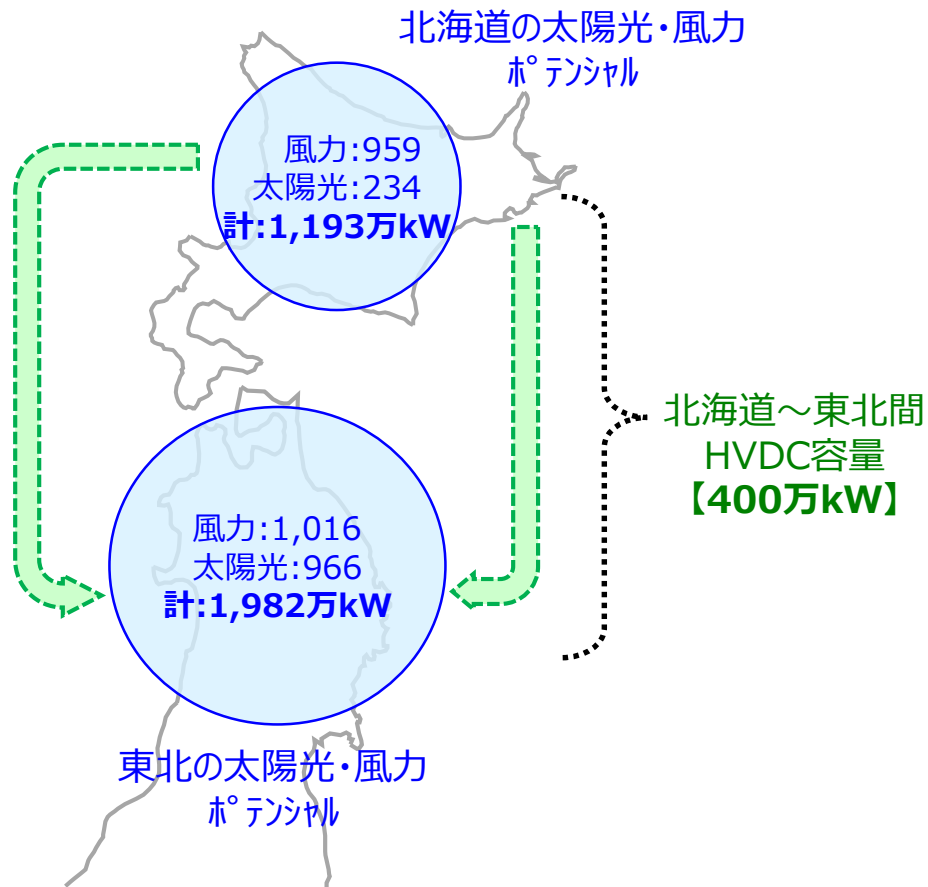 北海道の太陽光･風力
ﾎﾟﾃﾝｼｬﾙ
風力:959
太陽光:234
計:1,193万kW
北海道～東北間
HVDC容量
【400万kW】
風力:1,016
太陽光:966
計:1,982万kW
東北の太陽光･風力
ﾎﾟﾃﾝｼｬﾙ